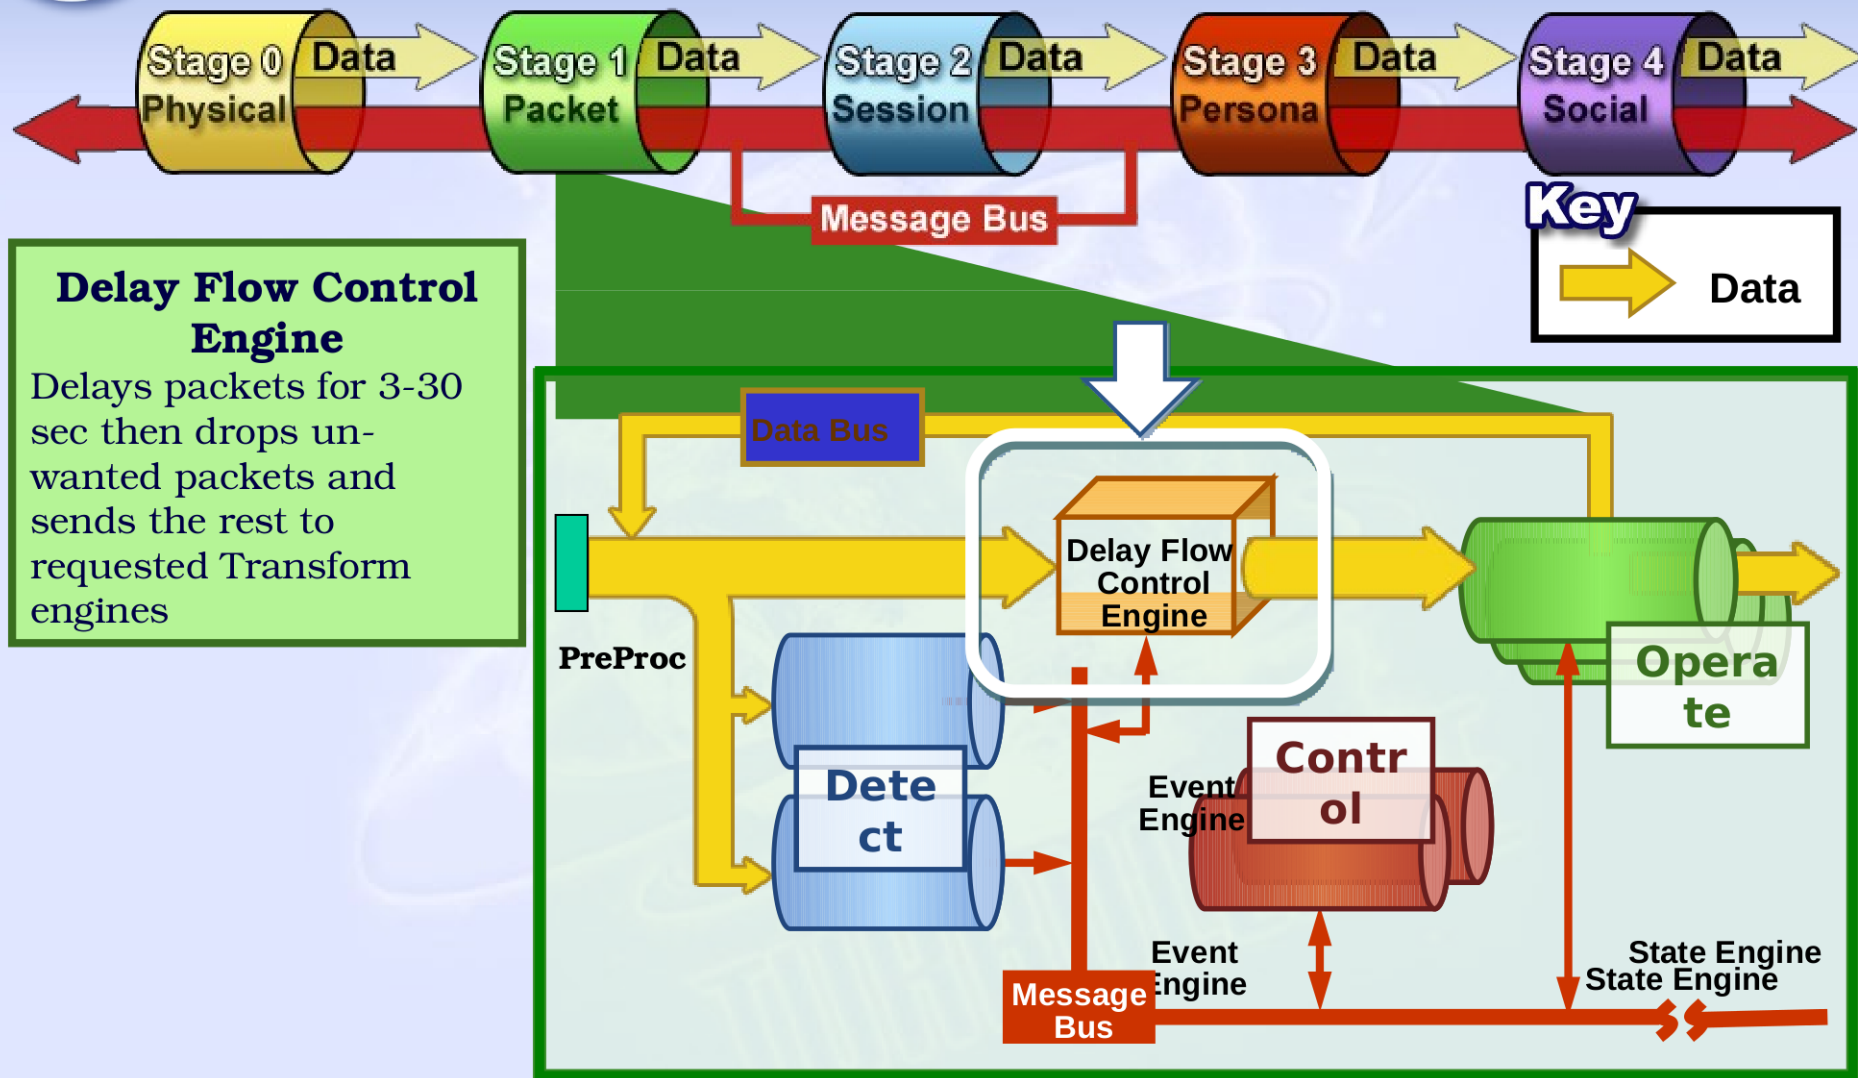 Stage 0
Physical
Data
Stage 1
Packet
Data
Stage 2
Session
Data
Stage 3
Persona
Data
Stage 4
Social
Data
Message Bus
Key
Data
Delay Flow Control
Engine
Delays packets for 3-30
sec then drops un-
wanted packets and
sends the rest to
requested Transform
engines
Data Bus
Delay Flow
Control
Engine
PreProc
Opera
te
Dete
ct
Contr
ol
Event
Engine
Event
Engine
State Engine
State Engine
Message
Bus